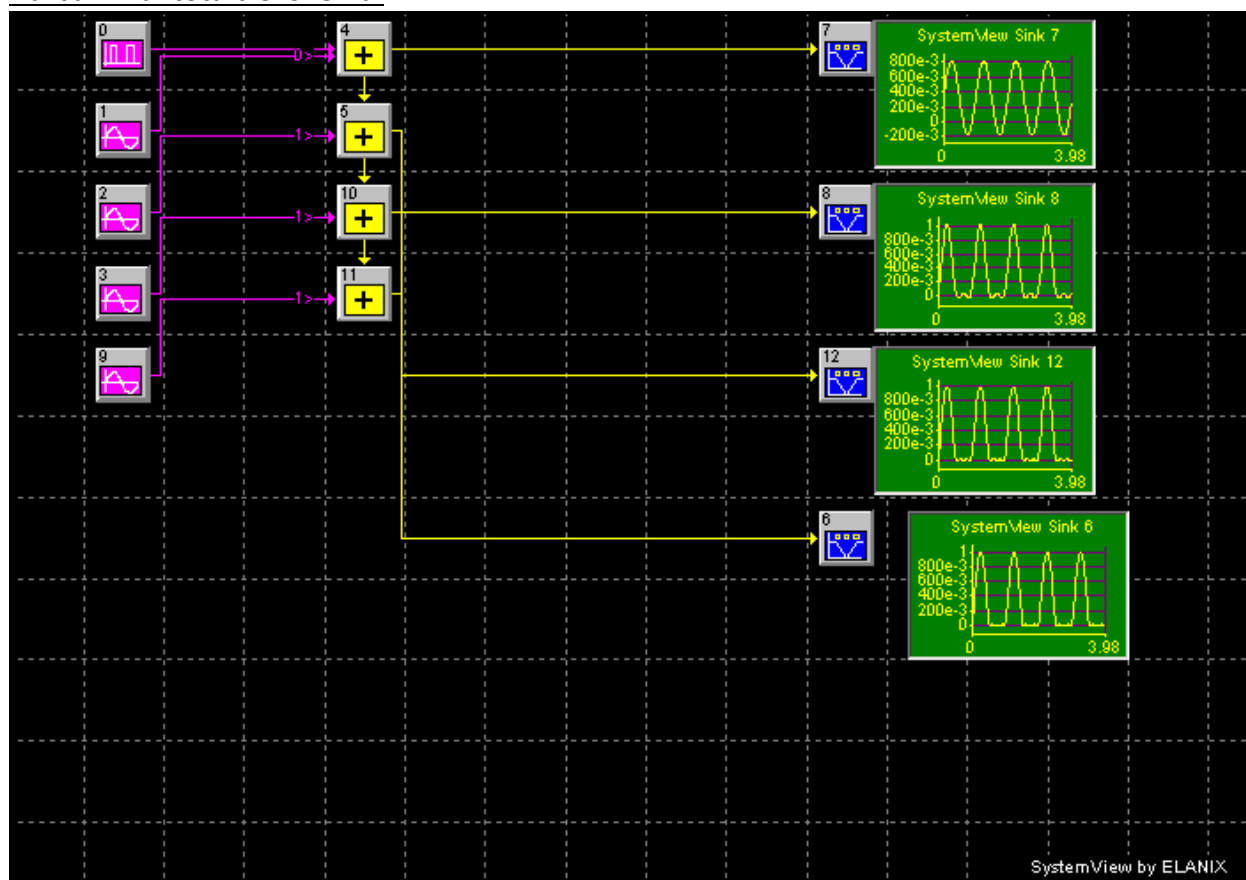 0
4
7
SystemView Sink 7
800e-3
600e-3
400e-3
200e-3
0
-200e-3
0 3.98
0>
1
5
1>
2
10
8
SystemView Sink 8
1
800e-3
600e-3
400e-3
200e-3
0
0 3.98
1>
3
11
1>
9
12
SystemView Sink 12
1
800e-3
600e-3
400e-3
200e-3
0
0 3.98
6
SystemView Sink 6
1
800e-3
600e-3
400e-3
200e-3
0
0 3.98
SystemView by ELANIX